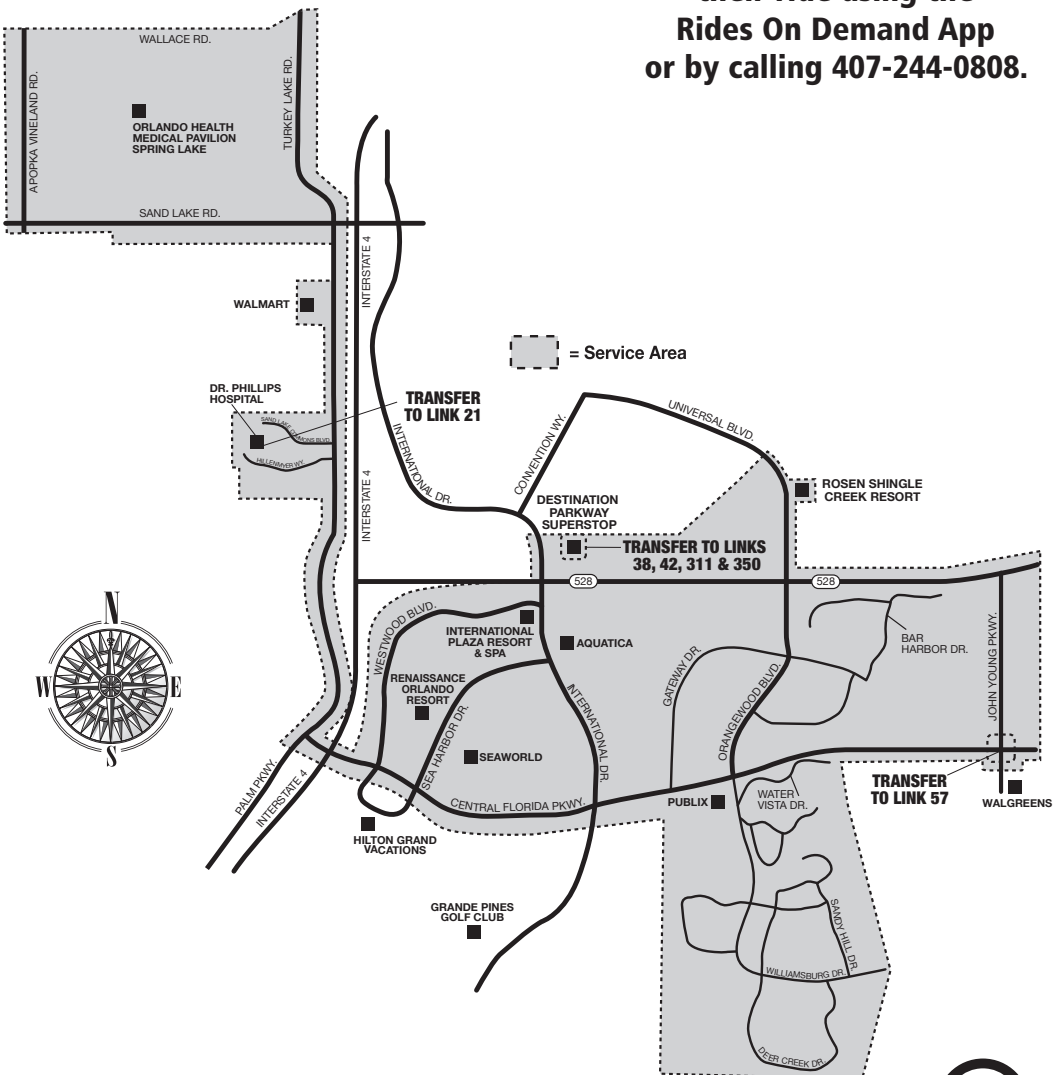 Rides On Demand App
or by calling 407-244-0808.
WALLACE RD.
APOPKA VINELAND RD.
TURKEY LAKE RD.
ORLANDO HEALTH
MEDICAL PAVILION
SPRING LAKE
SAND LAKE RD.
INTERSTATE 4
WALMART
= Service Area
DR. PHILLIPS
HOSPITAL
TRANSFER
TO LINK 21
SAND LAKE COMMONS BLVD.
HILLENMYER WY.
INTERNATIONAL DR.
CONVENTION WY.
UNIVERSAL BLVD.
INTERSTATE 4
DESTINATION
PARKWAY
SUPERSTOP
ROSEN SHINGLE
CREEK RESORT
TRANSFER TO LINKS
38, 42, 311 & 350
528
528
N
W
E
S
WESTWOOD BLVD.
INTERNATIONAL
PLAZA RESORT
& SPA
AQUATICA
BAR
HARBOR DR.
JOHN YOUNG PKWY.
RENAISSANCE
ORLANDO
RESORT
SEA HARBOR DR.
INTERNATIONAL DR.
GATEWAY DR.
ORANGEWOOD BLVD.
SEAWORLD
PALM PKWY.
INTERSTATE 4
CENTRAL FLORIDA PKWY.
PUBLIX
WATER
VISTA DR.
TRANSFER
TO LINK 57
WALGREENS
HILTON GRAND
VACATIONS
GRANDE PINES
GOLF CLUB
SANDY HILL DR.
WILLIAMSBURG DR.
DEER CREEK DR.